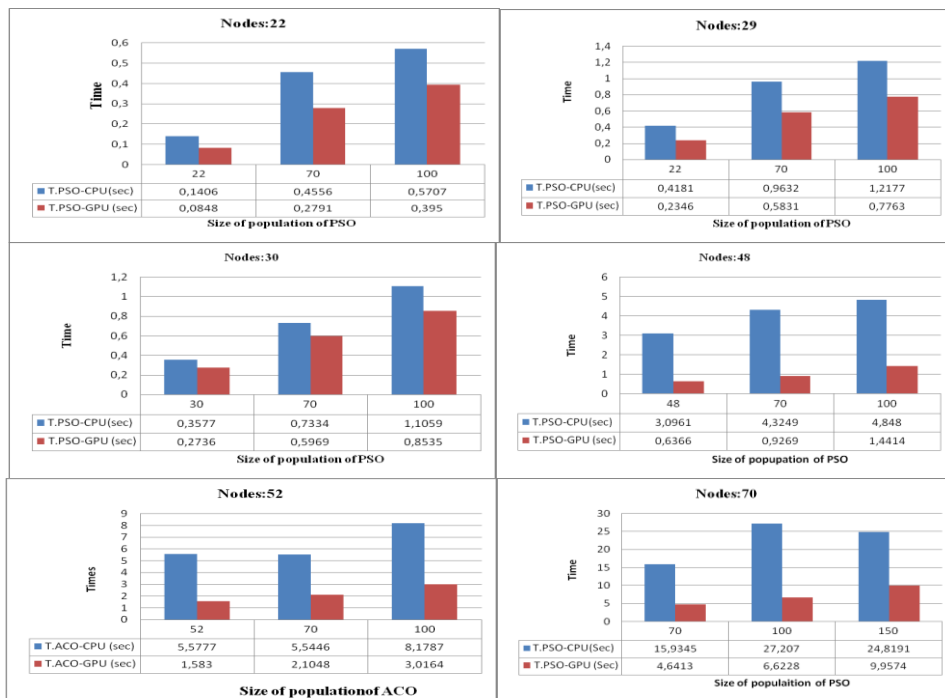 Nodes:22
0,6
0,5
0,4
0,3
0,2
0,1
0
Time
22 70 100
T.PSO-CPU(sec) 0,1406 0,4556 0,5707
T.PSO-GPU (sec) 0,0848 0,2791 0,395
Size of population of PSO
Nodes:29
1,4
1,2
1
0,8
0,6
0,4
0,2
0
Time
22 70 100
T.PSO-CPU(sec) 0,4181 0,9632 1,2177
T.PSO-GPU (sec) 0,2346 0,5831 0,7763
Size of population of PSO
Nodes:30
1,2
1
0,8
0,6
0,4
0,2
0
Time
30 70 100
T.PSO-CPU(sec) 0,3577 0,7334 1,1059
T.PSO-GPU (sec) 0,2736 0,5969 0,8535
Size of population of PSO
Nodes:48
6
5
4
3
2
1
0
Time
48 70 100
T.PSO-CPU(sec) 3,0961 4,3249 4,848
T.PSO-GPU (sec) 0,6366 0,9269 1,4414
Size of popupation of PSO
Nodes:52
9
8
7
6
5
4
3
2
1
0
Times
52 70 100
T.ACO-CPU (sec) 5,5777 5,5446 8,1787
T.ACO-GPU (sec) 1,583 2,1048 3,0164
Size of populationof ACO
Nodes:70
30
25
20
15
10
5
0
Time
70 100 150
T.PSO-CPU(Sec) 15,9345 27,207 24,8191
T.PSO-GPU (Sec) 4,6413 6,6228 9,9574
Size of populaition of PSO